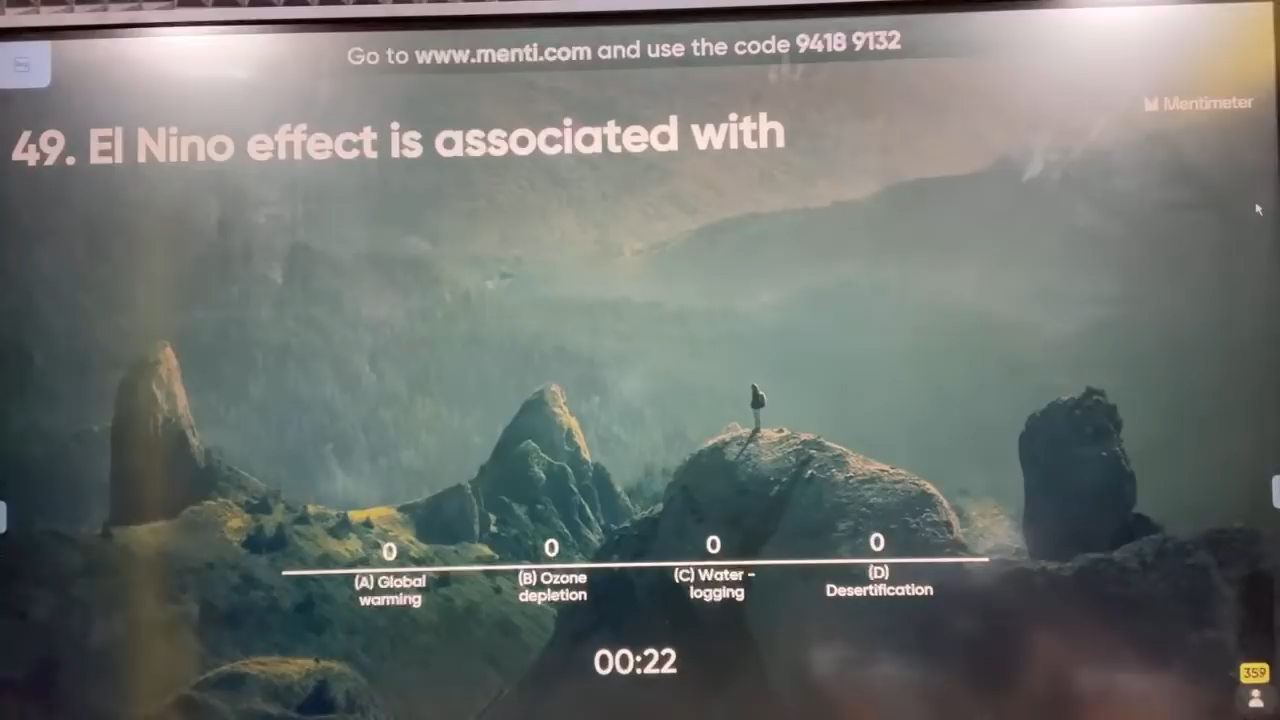 Go to www.menti.com and use the code 9418 9132
Mentimeter
49. El Nino effect is associated with
0
0
0
0
(A) Global
warming
(B) Ozone
depletion
(C) Water -
logging
(D)
Desertification
00:22
359